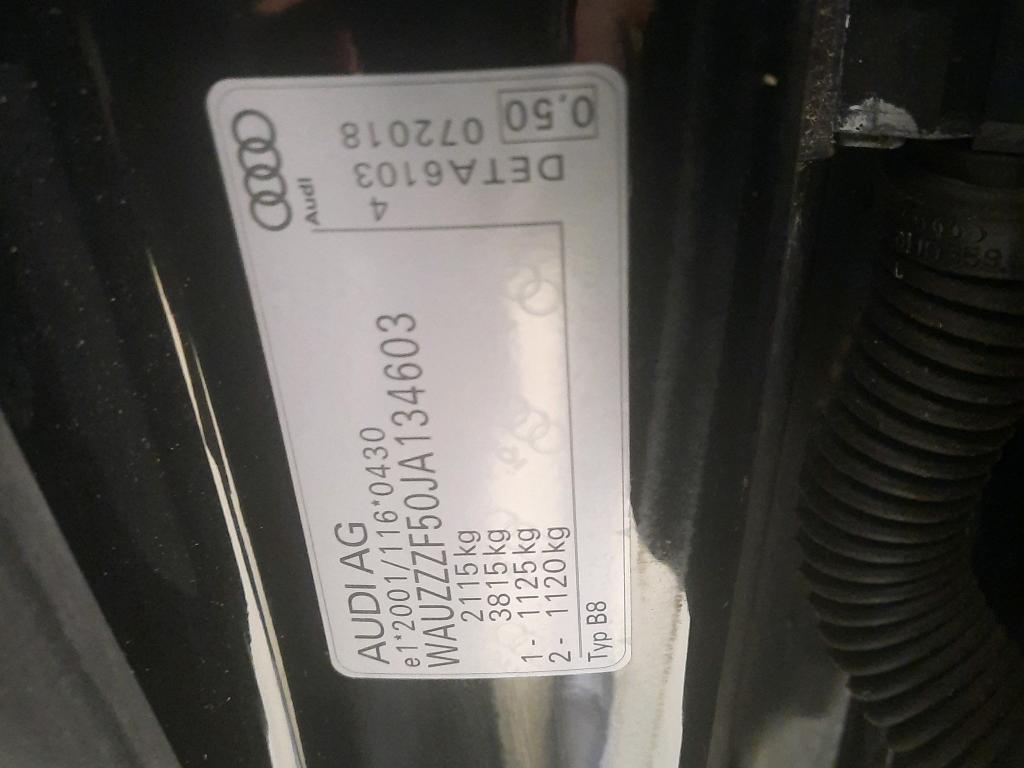 AUDI AG
e1*2001/116*0430
WAUZZZF50JA134603
2115kg
3815kg
1- 1125kg
2- 1120kg
Typ B8
Audi
4
DETA6103
072018 0,50